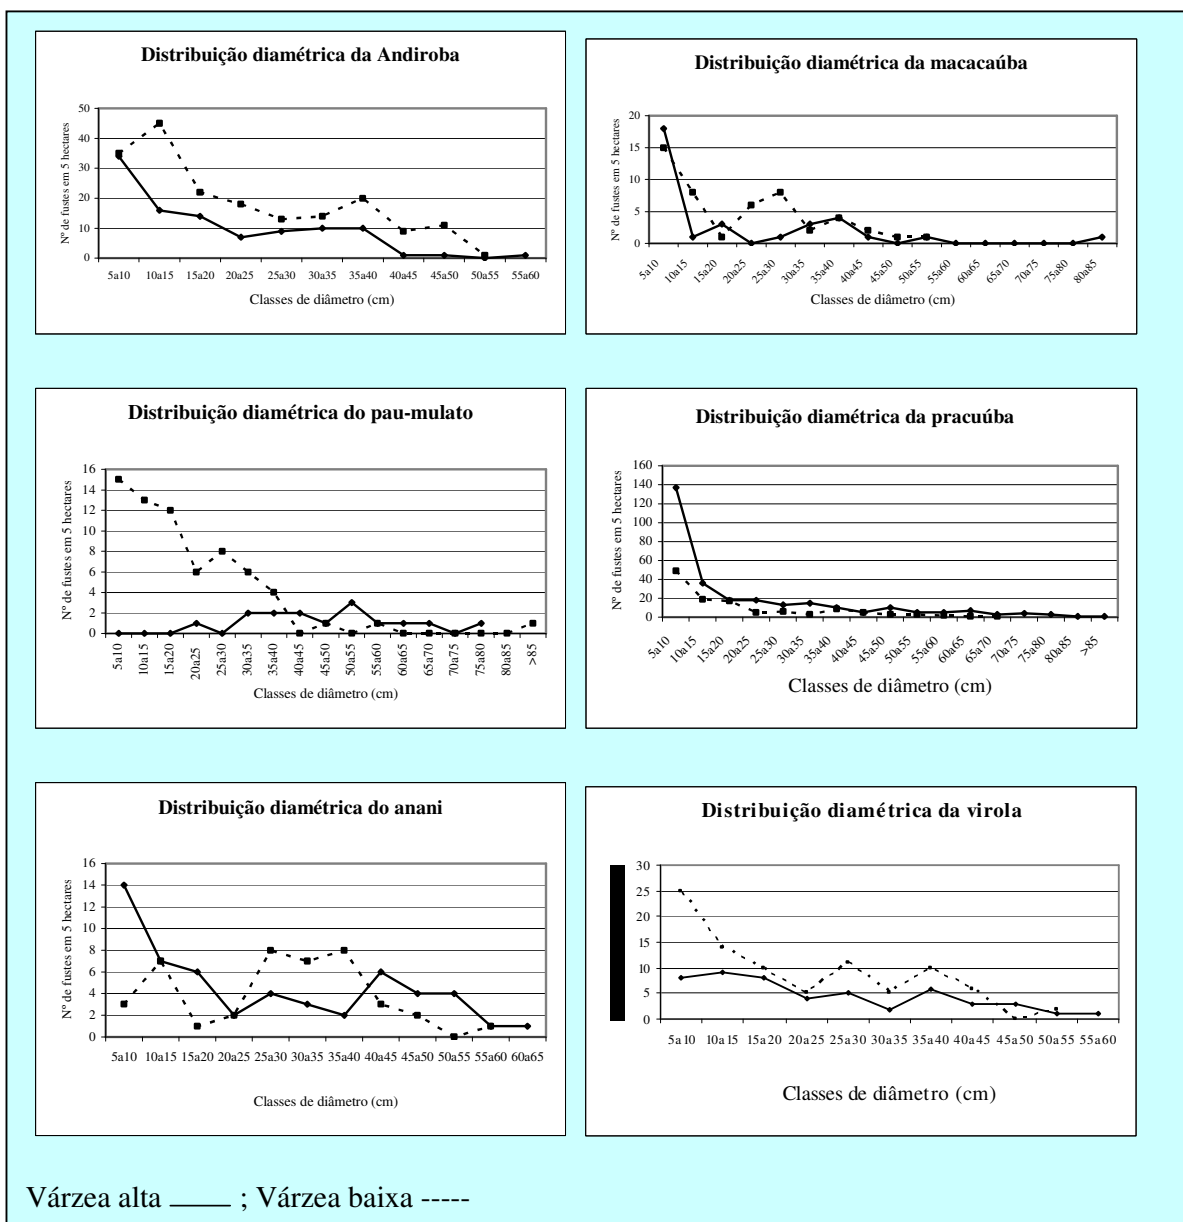 Distribuição diamétrica da Andiroba
Nº de fustes em 5 hectares
50
40
30
20
10
0
5a10 10a15 15a20 20a25 25a30 30a35 35a40 40a45 45a50 50a55 55a60
Classes de diâmetro (cm)
Distribuição diamétrica da macacaúba
Nº de fustes em 5 hectares
20
15
10
5
0
5a10 10a15 15a20 20a25 25a30 30a35 35a40 40a45 45a50 50a55 55a60 60a65 65a70 70a75 75a80 80a85
Classes de diâmetro (cm)
Distribuição diamétrica do pau-mulato
Nº de fustes em 5 hectares
16
14
12
10
8
6
4
2
0
5a10 10a15 15a20 20a25 25a30 30a35 35a40 40a45 45a50 50a55 55a60 60a65 65a70 70a75 75a80 80a85 >85
Classes de diâmetro (cm)
Distribuição diamétrica da pracuúba
Nº de fustes em 5 hectares
160
140
120
100
80
60
40
20
0
5a10 10a15 15a20 20a25 25a30 30a35 35a40 40a45 45a50 50a55 55a60 60a65 65a70 70a75 75a80 80a85 >85
Classes de diâmetro (cm)
Distribuição diamétrica do anani
Nº de fustes em 5 hectares
16
14
12
10
8
6
4
2
0
5a10 10a15 15a20 20a25 25a30 30a35 35a40 40a45 45a50 50a55 55a60 60a65
Classes de diâmetro (cm)
Distribuição diamétrica da virola
30
25
20
15
10
5
0
5a10 10a15 15a20 20a25 25a30 30a35 35a40 40a45 45a50 50a55 55a60
Classes de diâmetro (cm)
Várzea alta _____ ; Várzea baixa -----